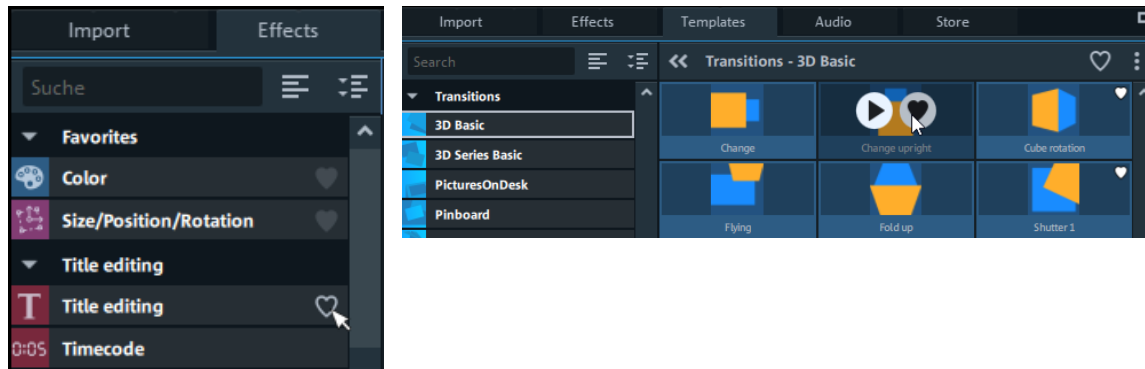 Import Effects
Suche
Favorites
Color
Size/Position/Rotation
Title editing
T Title editing
0:05 Timecode
Import Effects Templates Audio Store
Search
Transitions - 3D Basic
Transitions
3D Basic
3D Series Basic
PicturesOnDesk
Pinboard
Change Change upright Cube rotation
Flying Fold up Shutter 1